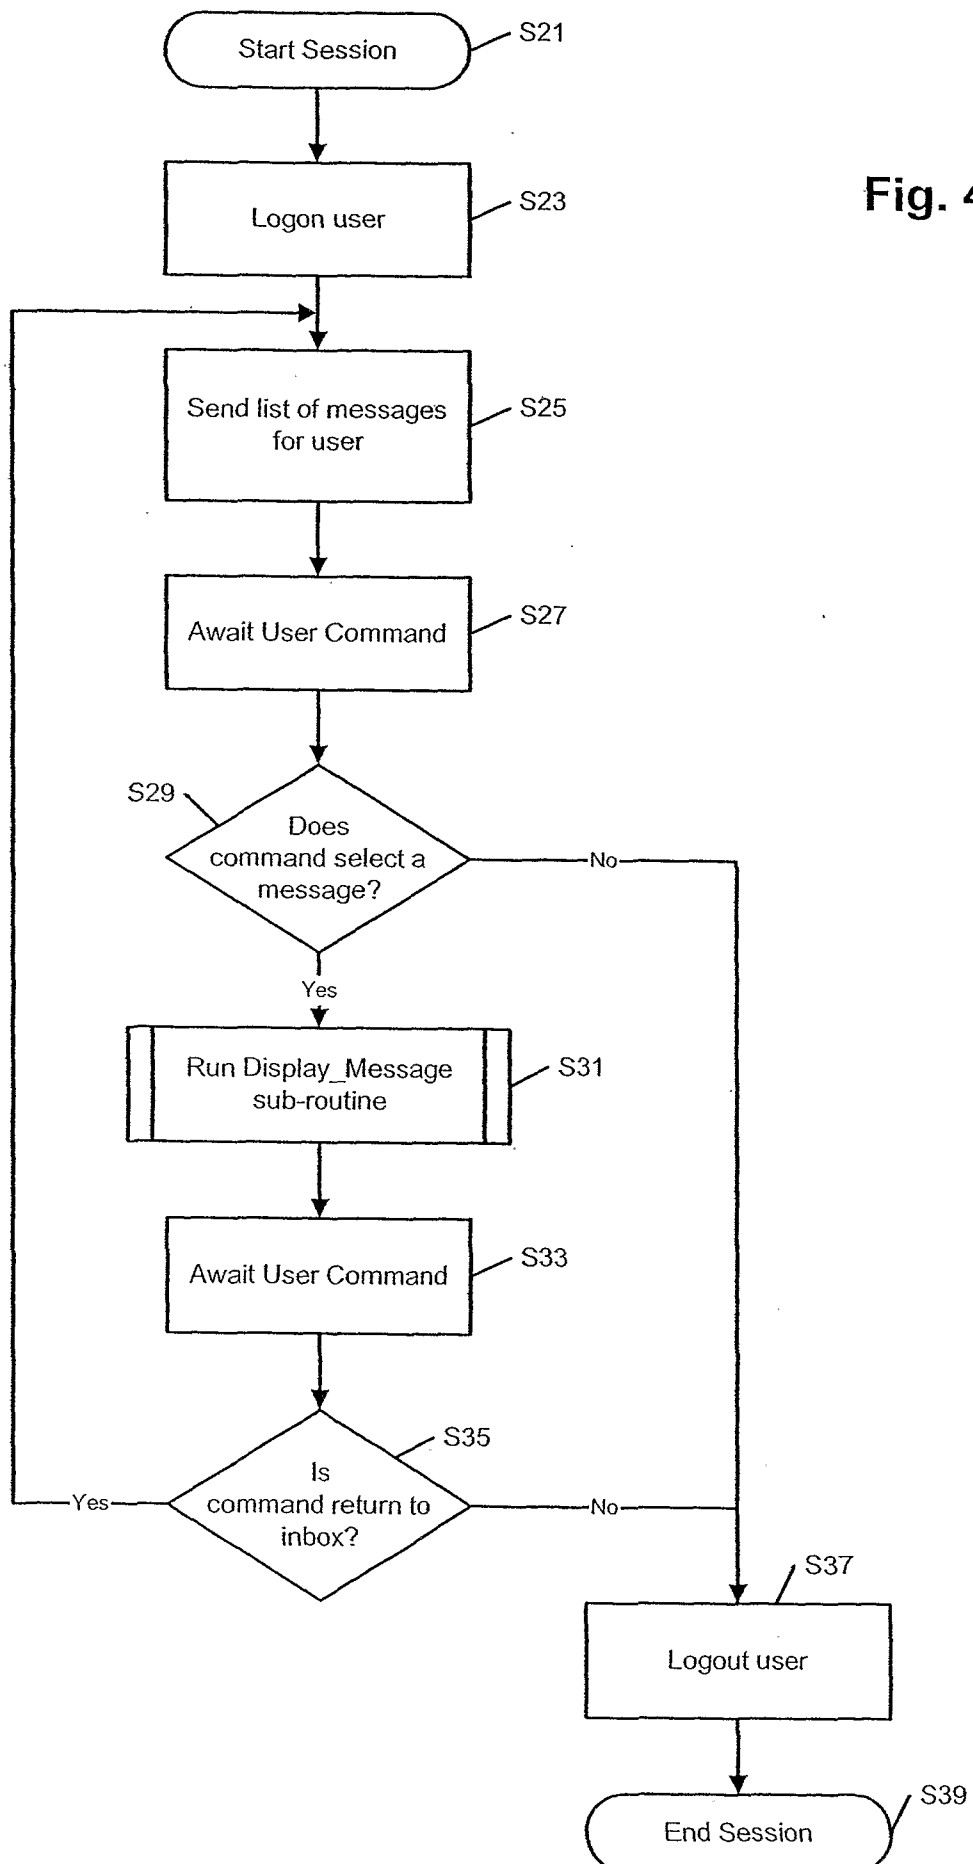 Start Session
S21
Fig. 4
Logon user
S23
Send list of messages
for user
S25
Await User Command
S27
S29
Does
command select a
message?
No
Yes
Run Display_Message
sub-routine
S31
Await User Command
S33
S35
Is
command return to
inbox?
Yes
No
S37
Logout user
S39
End Session